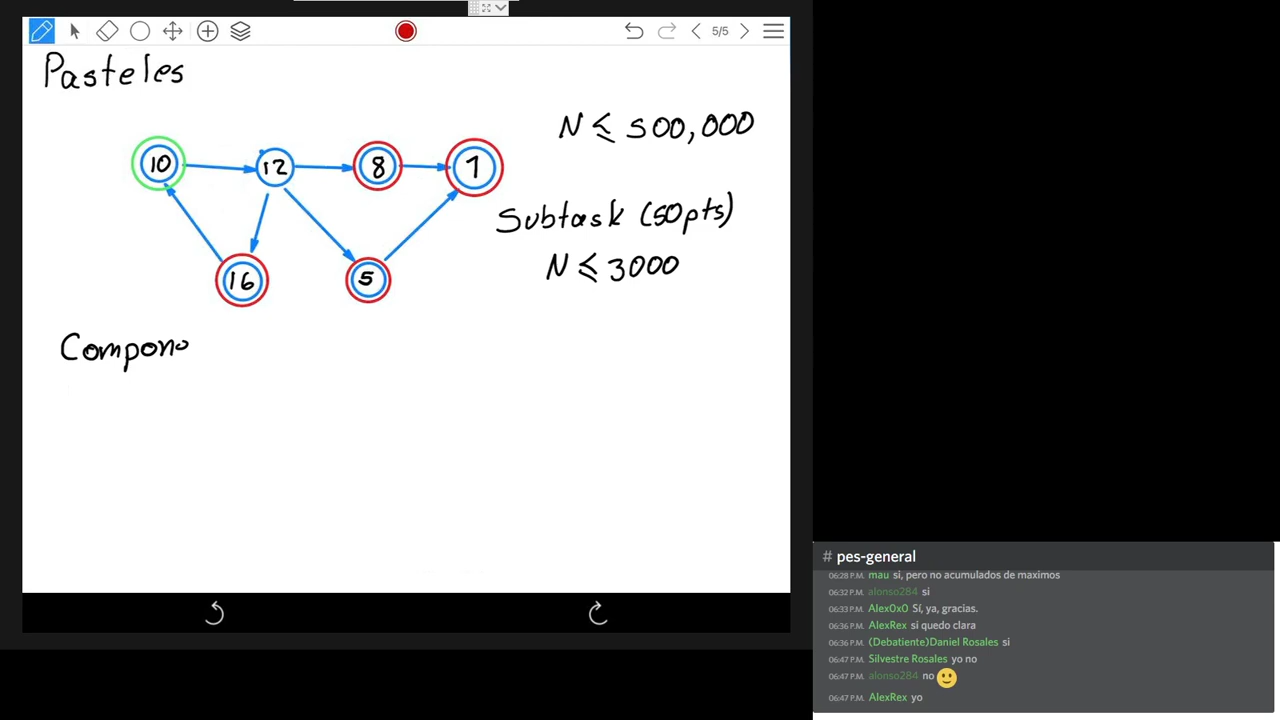 5/5
Pasteles
10
12
8
7
N ≤ 500,000
Subtask (50pts)
16
5
N ≤ 3000
Compon
# pes-general
06:28 P.M. mau si, pero no acumulados de maximos
06:32 P.M. alonso284 si
06:33 P.M. Alex0x0 Sí, ya, gracias.
06:36 P.M. AlexRex si quedo clara
06:36 P.M. (Debatiente)Daniel Rosales si
06:47 P.M. Silvestre Rosales yo no
06:47 P.M. alonso284 no 🙂
06:47 P.M. AlexRex yo